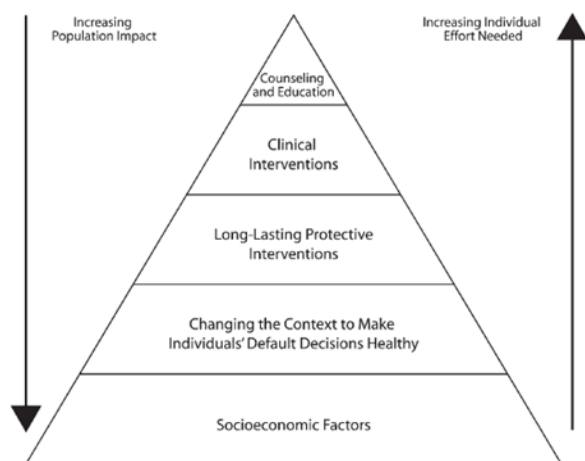 Increasing
Population Impact
Increasing Individual
Effort Needed
Counseling
and Education
Clinical
Interventions
Long-Lasting Protective
Interventions
Changing the Context to Make
Individuals' Default Decisions Healthy
Socioeconomic Factors